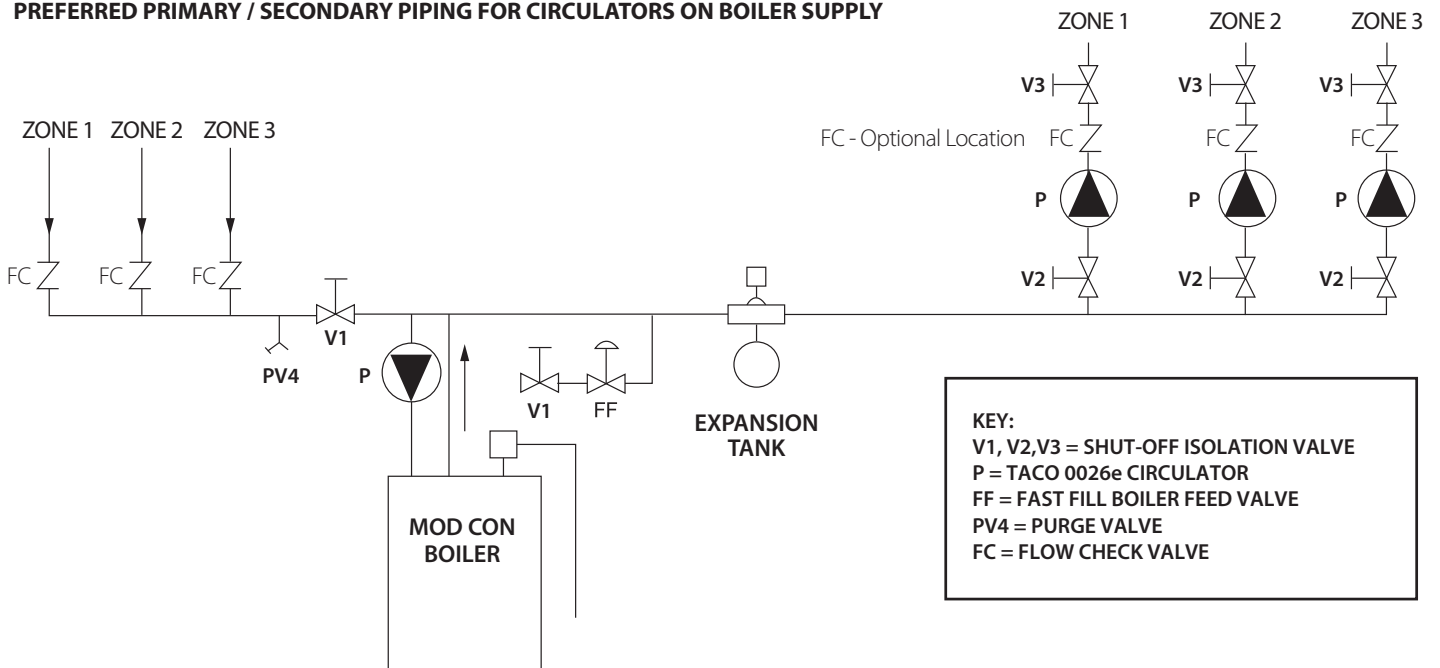 PREFERRED PRIMARY / SECONDARY PIPING FOR CIRCULATORS ON BOILER SUPPLY
ZONE 1 ZONE 2 ZONE 3
V3 V3 V3
ZONE 1 ZONE 2 ZONE 3
FC - Optional Location FC FC FC
P P P
FC FC FC
V2 V2 V2
V1
PV4
P
V1 FF
EXPANSION
TANK
MOD CON
BOILER
KEY:
V1, V2,V3 = SHUT-OFF ISOLATION VALVE
P = TACO 0026e CIRCULATOR
FF = FAST FILL BOILER FEED VALVE
PV4 = PURGE VALVE
FC = FLOW CHECK VALVE